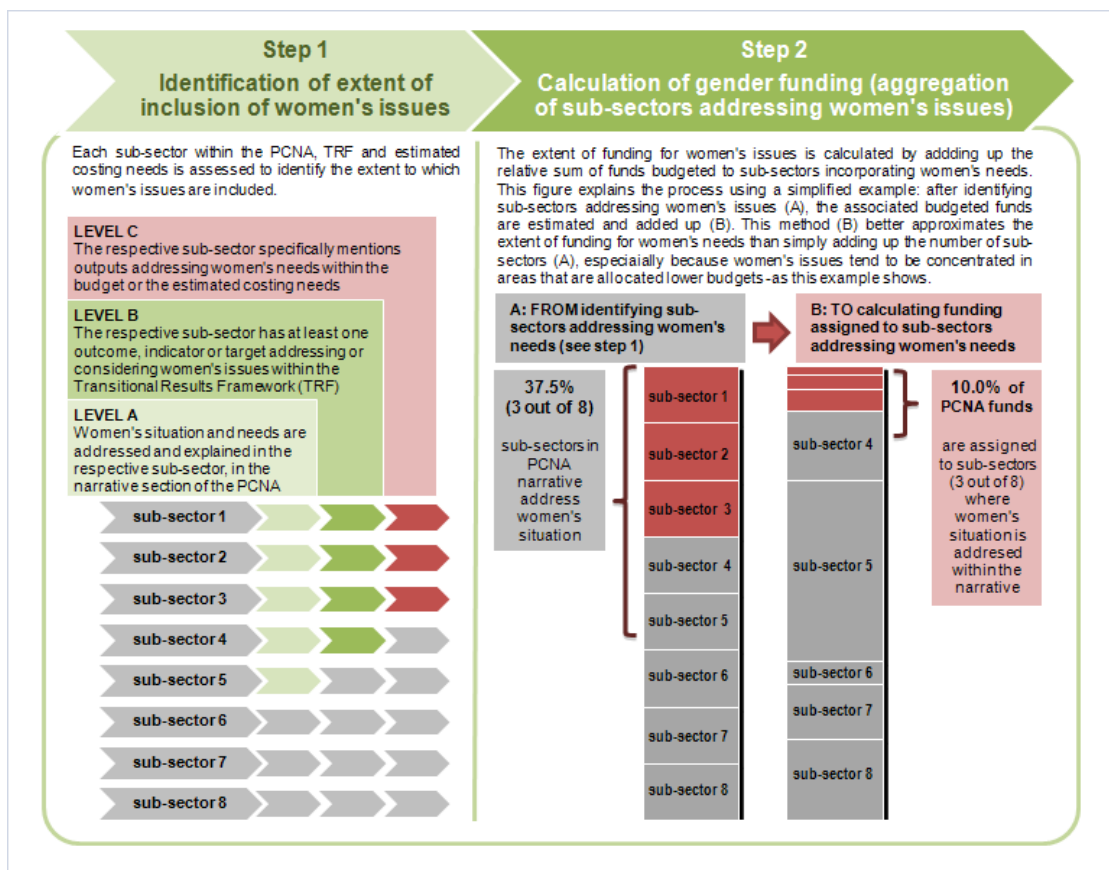 Step 1
Identification of extent of
inclusion of women's issues
Step 2
Calculation of gender funding (aggregation
of sub-sectors addressing women's issues)
Each sub-sector within the PCNA, TRF and estimated
costing needs is assessed to identify the extent to which
women's issues are included.
LEVEL C
The respective sub-sector specifically mentions
outputs addressing women's needs within the
budget or the estimated costing needs
LEVEL B
The respective sub-sector has at least one
outcome, indicator or target addressing or
considering women's issues within the
Transitional Results Framework (TRF)
LEVEL A
Women's situation and needs are
addressed and explained in the
respective sub-sector, in the
narrative section of the PCNA
sub-sector 1
sub-sector 2
sub-sector 3
sub-sector 4
sub-sector 5
sub-sector 6
sub-sector 7
sub-sector 8
The extent of funding for women's issues is calculated by addding up the
relative sum of funds budgeted to sub-sectors incorporating women's needs.
This figure explains the process using a simplified example: after identifying
sub-sectors addressing women's issues (A), the associated budgeted funds
are estimated and added up (B). This method (B) better approximates the
extent of funding for women's needs than simply adding up the number of sub-
sectors (A), especiaially because women's issues tend to be concentrated in
areas that are allocated lower budgets -as this example shows.
A: FROM identifying sub-
sectors addressing women's
needs (see step 1)
B: TO calculating funding
assigned to sub-sectors
addressing women's needs
37.5%
(3 out of 8)
sub-sectors in
PCNA
narrative
address
women's
situation
sub-sector 1
sub-sector 2
sub-sector 3
sub-sector 4
sub-sector 5
sub-sector 6
sub-sector 7
sub-sector 8
sub-sector 4
sub-sector 5
sub-sector 6
sub-sector 7
sub-sector 8
10.0% of
PCNA funds
are assigned
to sub-sectors
(3 out of 8)
where
women's
situation is
addresed
within the
narrative